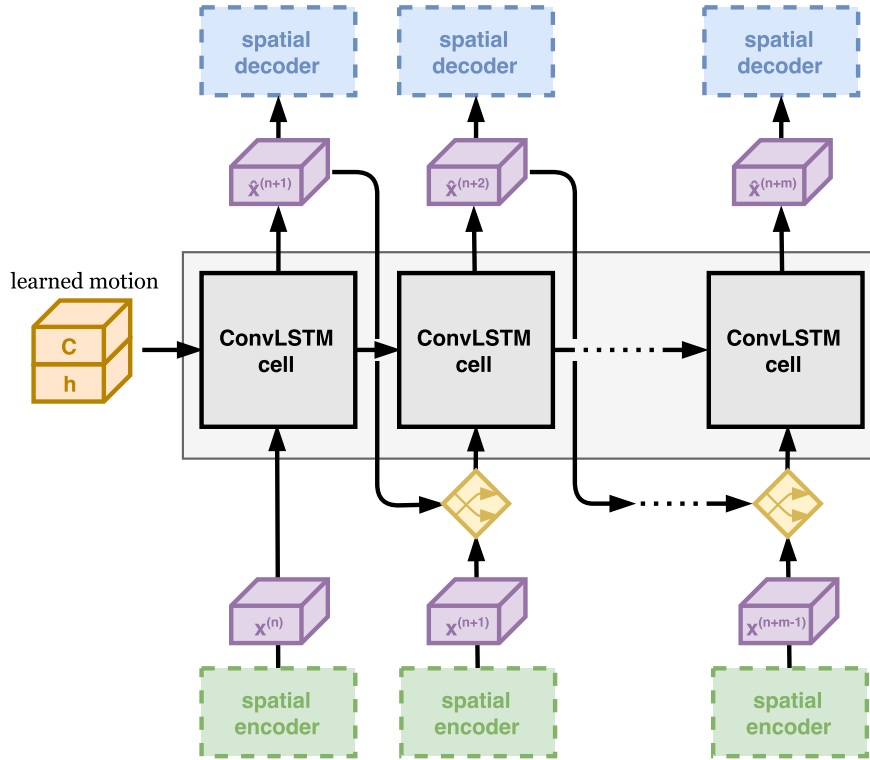 spatial
decoder
spatial
decoder
spatial
decoder
x̂(n+1)
x̂(n+2)
x̂(n+m)
learned motion
C
h
ConvLSTM
cell
ConvLSTM
cell
ConvLSTM
cell
x(n)
x(n+1)
x(n+m-1)
spatial
encoder
spatial
encoder
spatial
encoder